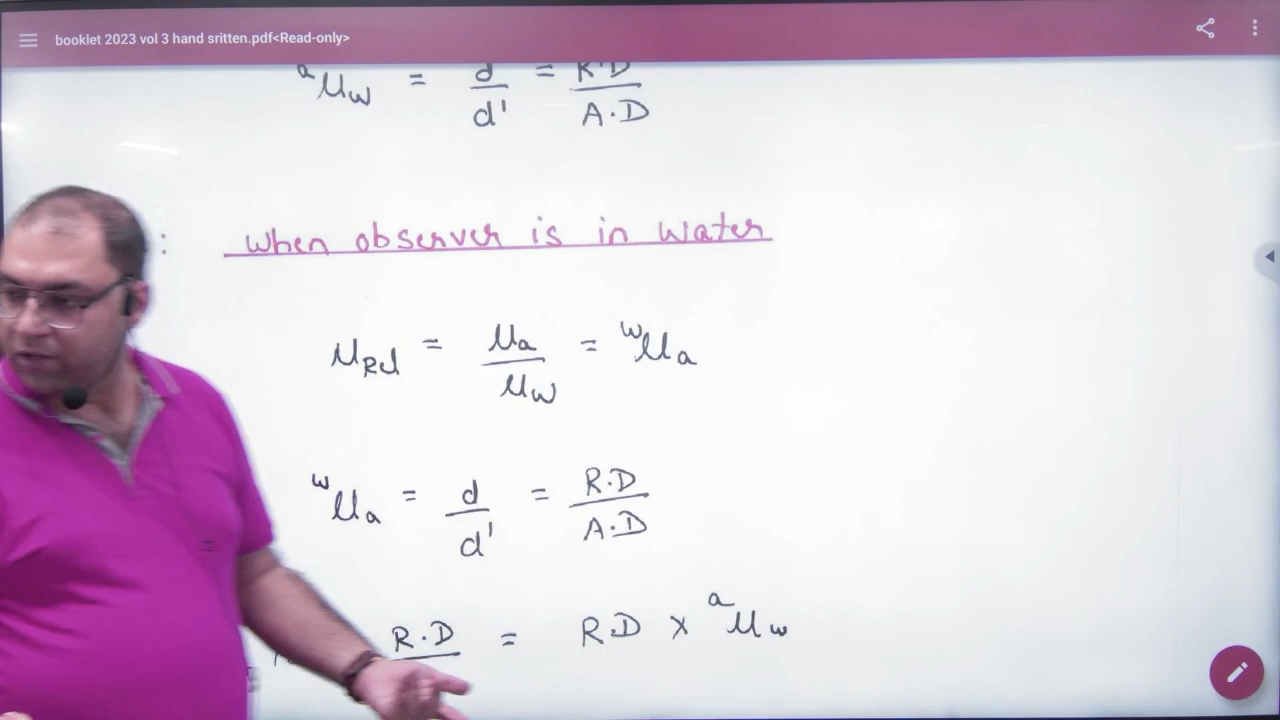 booklet 2023 vol 3 hand sritten.pdf<Read-only>
ᵃμw = d/d' = R.D/A.D
: When observer is in Water
μRel = μa/μw = ʷμa
ʷμa = d/d' = R.D/A.D
R.D = RD × ᵃμw